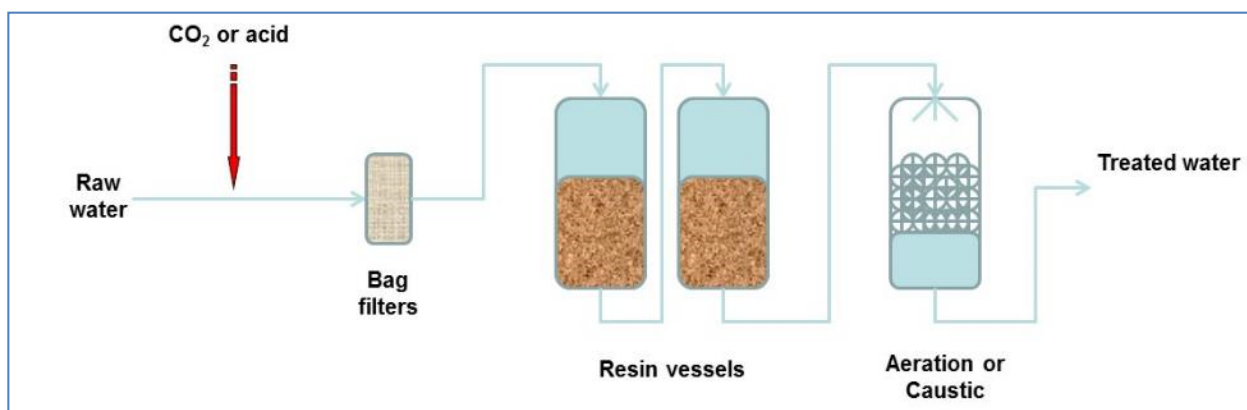 CO₂ or acid
Raw
water
Bag
filters
Resin vessels
Aeration or
Caustic
Treated water